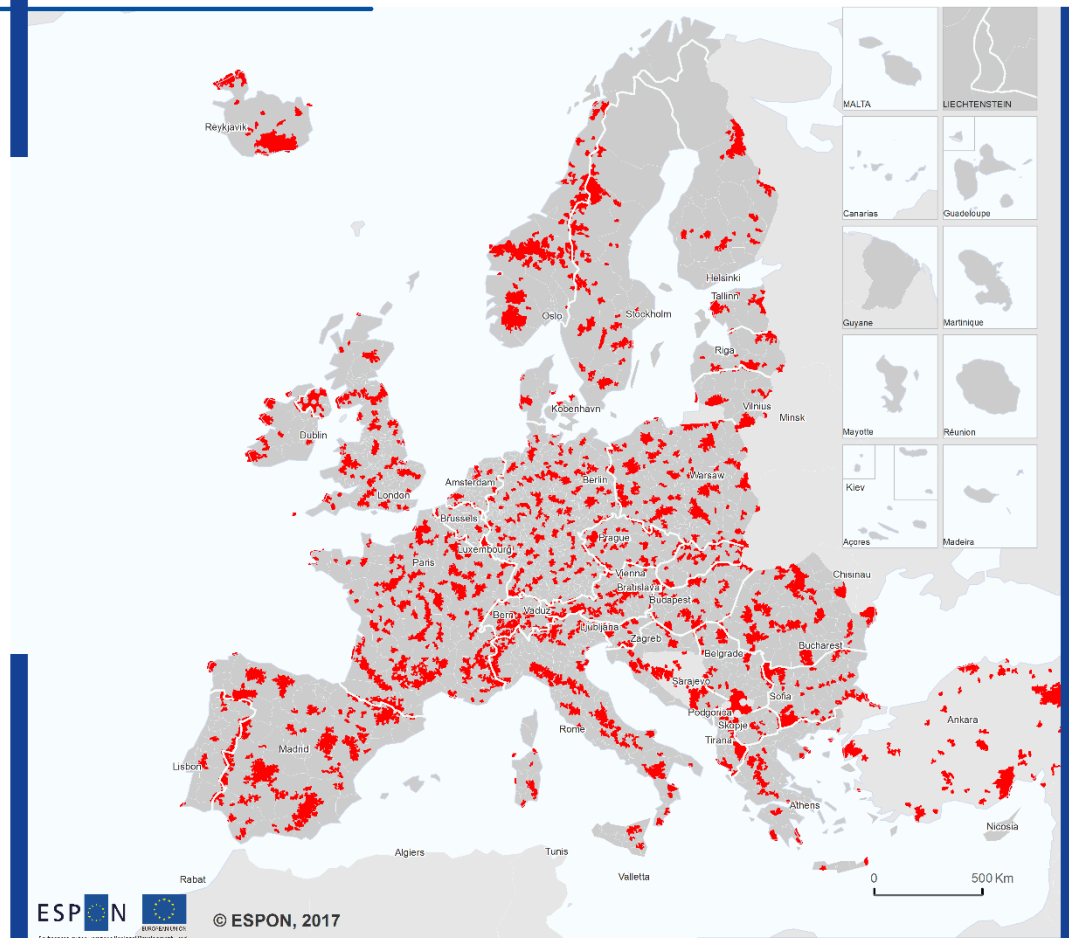 MALTA
LIECHTENSTEIN
Reykjavik
Canarias
Guadeloupe
Helsinki
Tallinn
Oslo
Stockholm
Guyane
Martinique
Riga
København
Vilnius
Minsk
Mayotte
Réunion
Dublin
Amsterdam
Berlin
Warsaw
London
Kiev
Brussels
Açores
Madeira
Prague
Luxembourg
Paris
Vienna
Chisinau
Bratislava
Budapest
Bern
Vaduz
Ljubljana
Zagreb
Bucharest
Belgrade
Sarajevo
Sofia
Podgorica
Skopje
Ankara
Rome
Tirana
Madrid
Lisbon
Athens
Nicosia
Algiers
Tunis
Valletta
Rabat
0
500 Km
ESPON
EUROPEAN UNION
© ESPON, 2017